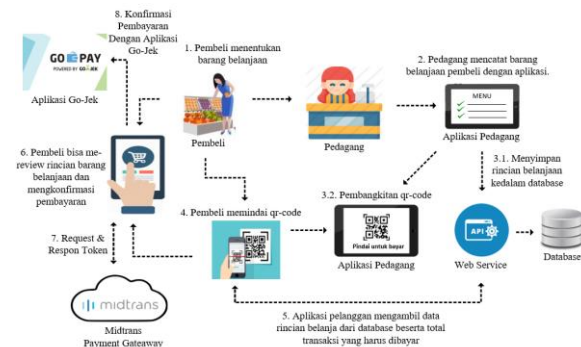 8. Konfirmasi
Pembayaran
Dengan Aplikasi
Go-Jek
GO PAY
POWERED BY GO JEK
Aplikasi Go-Jek
1. Pembeli menentukan
barang belanjaan
Pembeli
Pedagang
2. Pedagang mencatat barang
belanjaan pembeli dengan aplikasi.
MENU
Aplikasi Pedagang
6. Pembeli bisa me-
review rincian barang
belanjaan dan
mengkonfirmasi
pembayaran
3.1. Menyimpan
rincian belanjaan
kedalam database
3.2. Pembangkitan qr-code
4. Pembeli memindai qr-code
Pindai untuk bayar
Aplikasi Pedagang
API
Web Service
Database
7. Request &
Respon Token
midtrans
Midtrans
Payment Gateaway
5. Aplikasi pelanggan mengambil data
rincian belanja dari database beserta total
transaksi yang harus dibayar